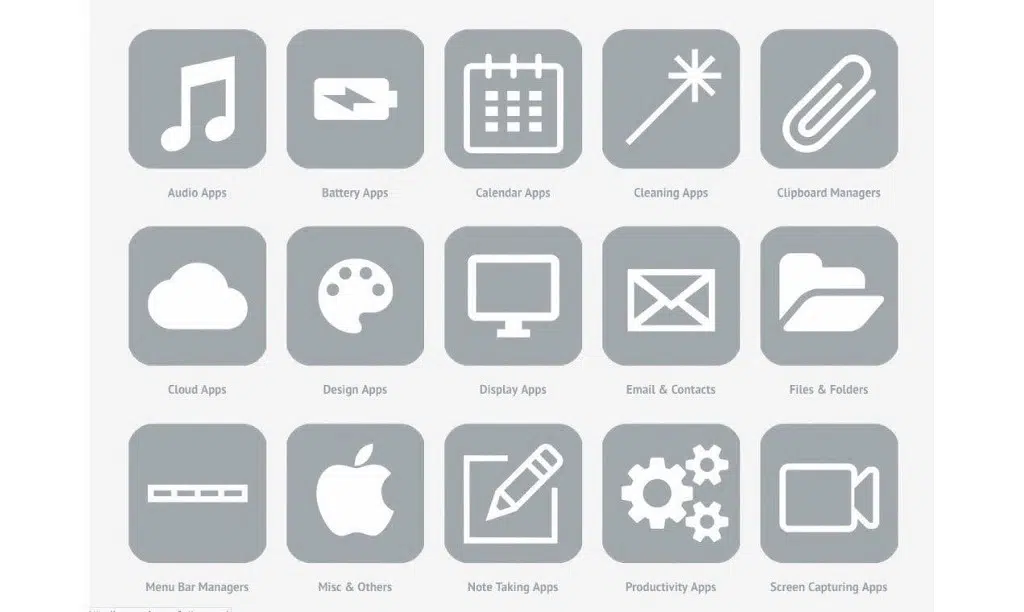 Audio Apps
Battery Apps
Calendar Apps
Cleaning Apps
Clipboard Managers
Cloud Apps
Design Apps
Display Apps
Email & Contacts
Files & Folders
Menu Bar Managers
Misc & Others
Note Taking Apps
Productivity Apps
Screen Capturing Apps